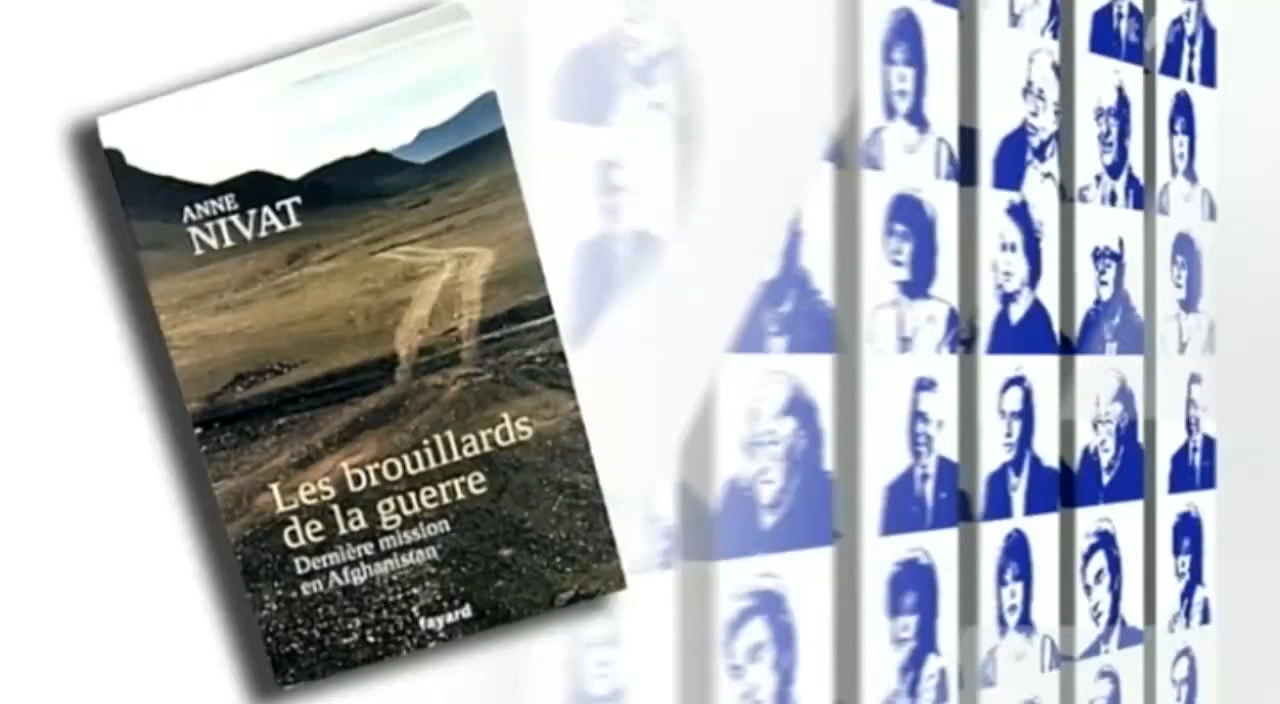 ANNE
NIVAT
Les brouillards
de la guerre
Dernière mission
en Afghanistan
fayard